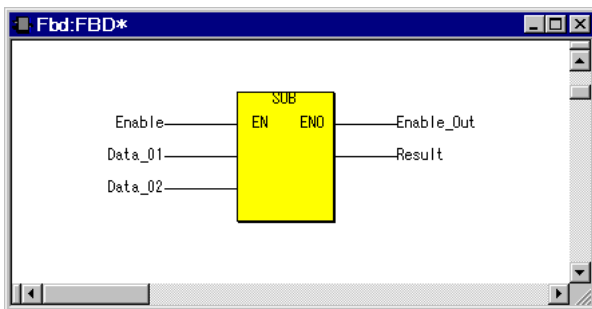 Fbd:FBD*
SUB
Enable EN ENO Enable_Out
Data_01 Result
Data_02